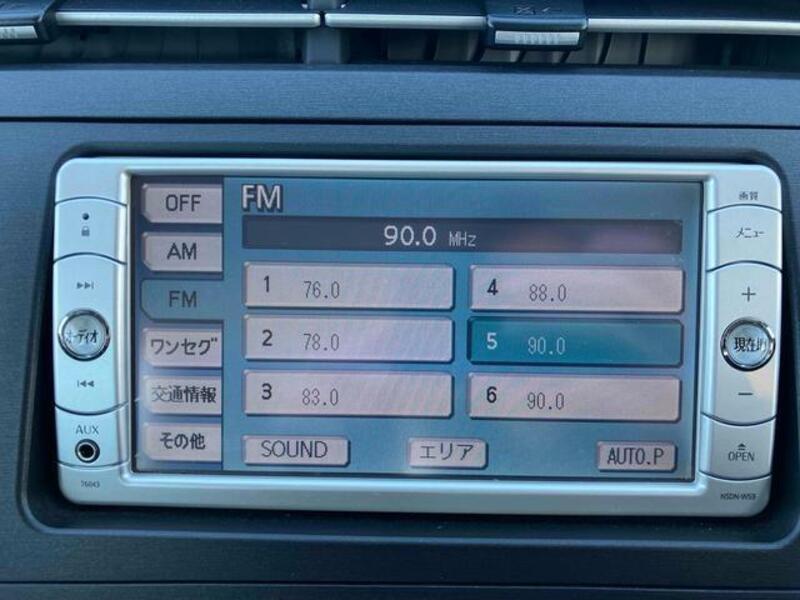 OFF
AM
FM
ワンセグ
交通情報
その他
FM
90.0 MHz
1 76.0
2 78.0
3 83.0
4 88.0
5 90.0
6 90.0
SOUND
エリア
AUTO.P
オーディオ
AUX
76043
画質
メニュー
+
現在地
−
OPEN
NSDN-W59